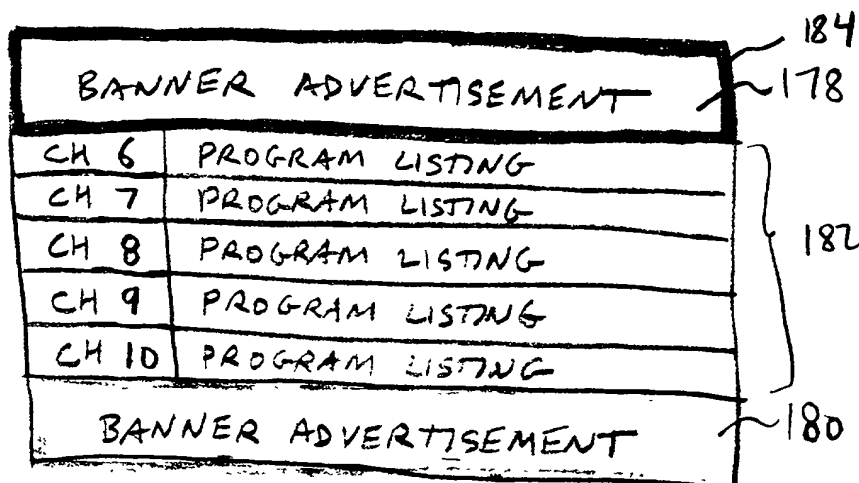 184
BANNER ADVERTISEMENT 178
CH 6 PROGRAM LISTING
CH 7 PROGRAM LISTING
CH 8 PROGRAM LISTING 182
CH 9 PROGRAM LISTING
CH 10 PROGRAM LISTING
BANNER ADVERTISEMENT 180